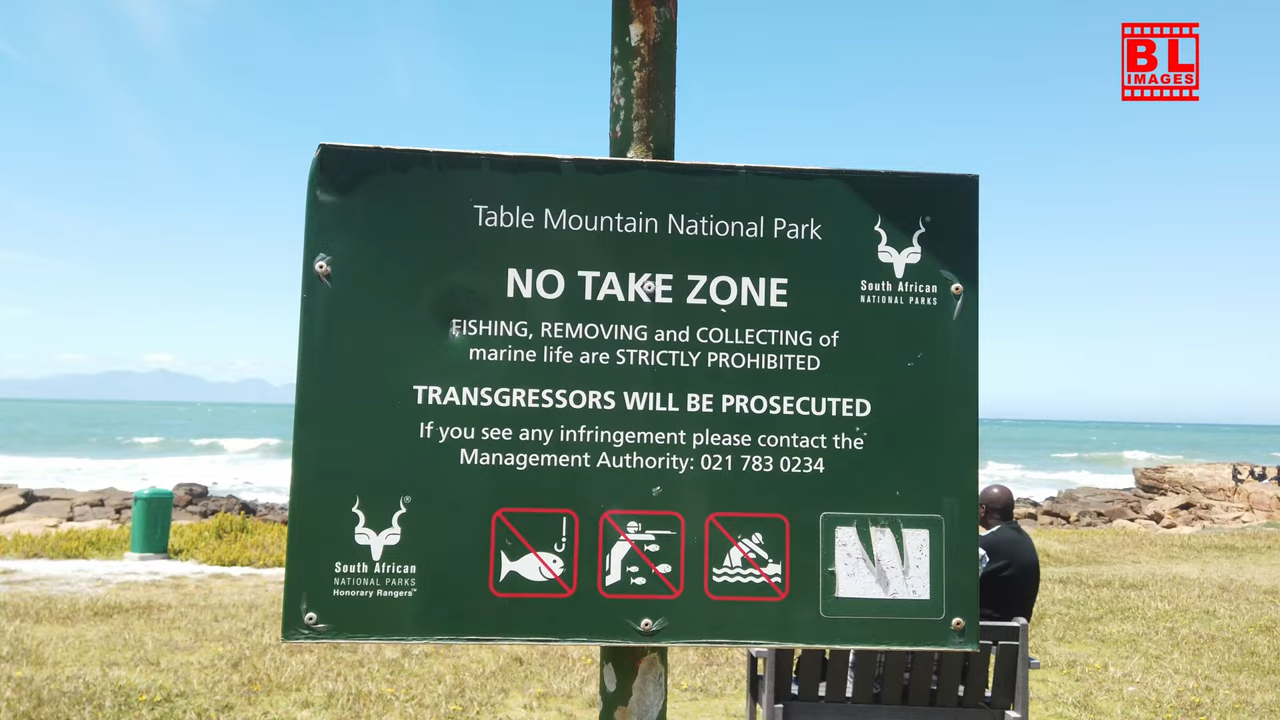 BL
IMAGES
Table Mountain National Park
South African
NATIONAL PARKS
NO TAKE ZONE
FISHING, REMOVING and COLLECTING of
marine life are STRICTLY PROHIBITED
TRANSGRESSORS WILL BE PROSECUTED
If you see any infringement please contact the
Management Authority: 021 783 0234
South African
NATIONAL PARKS
Honorary Rangers™